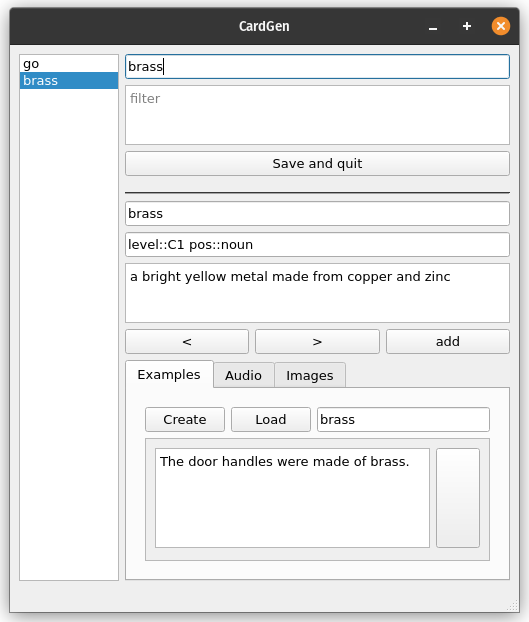 CardGen
go
brass
brass
filter
Save and quit
brass
level::C1 pos::noun
a bright yellow metal made from copper and zinc
< > add
Examples Audio Images
Create Load brass
The door handles were made of brass.